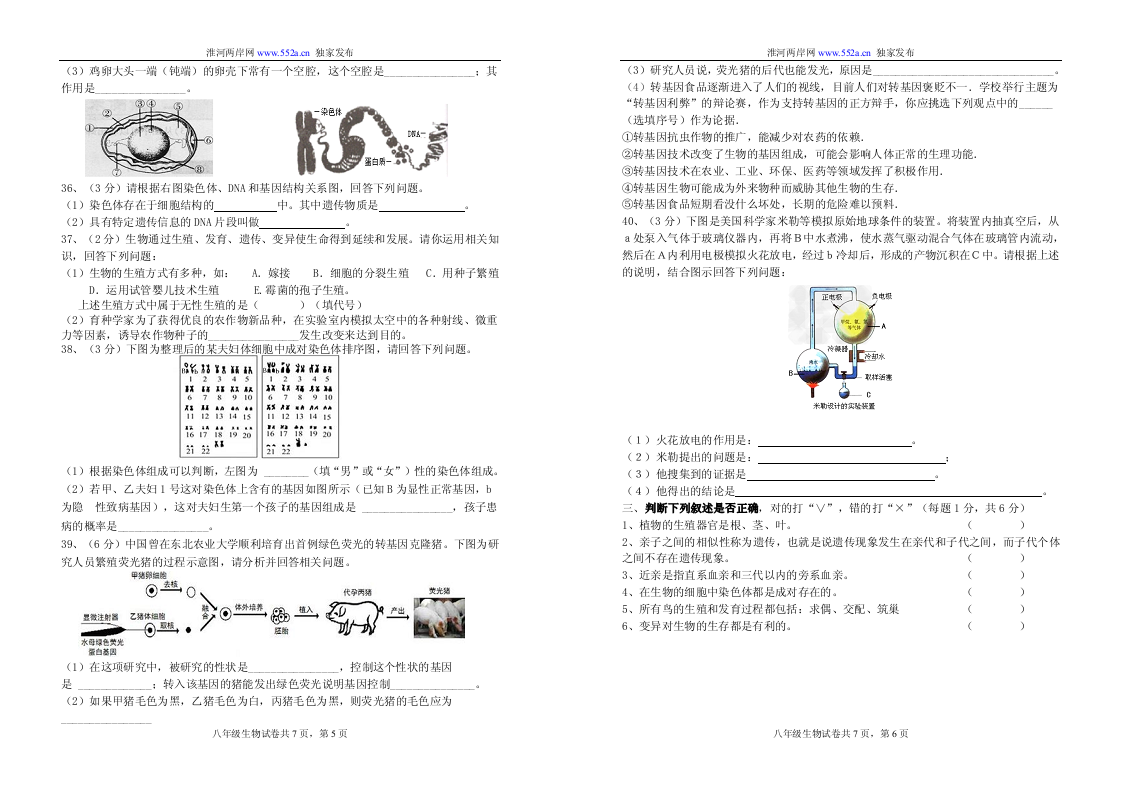 淮河两岸网 www.552a.cn 独家发布
（3）鸡卵大头一端（钝端）的卵壳下常有一个空腔，这个空腔是________________；其
作用是________________。
① ② ③ ④ ⑤ ⑥ ⑦ ⑧
染色体
DNA
蛋白质
36、（3 分）请根据右图染色体、DNA 和基因结构关系图，回答下列问题。
（1）染色体存在于细胞结构的__________中。其中遗传物质是______________。
（2）具有特定遗传信息的 DNA 片段叫做______________。
37、（2 分）生物通过生殖、发育、遗传、变异使生命得到延续和发展。请你运用相关知
识，回答下列问题：
（1）生物的生殖方式有多种，如： A. 嫁接 B. 细胞的分裂生殖 C. 用种子繁殖
D. 运用试管婴儿技术生殖 E.霉菌的孢子生殖。
上述生殖方式中属于无性生殖的是（ ）（填代号）
（2）育种学家为了获得优良的农作物新品种，在实验室内模拟太空中的各种射线、微重
力等因素，诱导农作物种子的________________发生改变来达到目的。
38、（3 分）下图为整理后的某夫妇体细胞中成对染色体排序图，请回答下列问题。
1 2 3 4 5 1 2 3 4 5
6 7 8 9 10 6 7 8 9 10
11 12 13 14 15 11 12 13 14 15
16 17 18 19 20 16 17 18 19 20
21 22 21 22
（1）根据染色体组成可以判断，左图为 ________（填“男”或“女”）性的染色体组成。
（2）若甲、乙夫妇 1 号这对染色体上含有的基因如图所示（已知 B 为显性正常基因，b
为隐 性致病基因），这对夫妇生第一个孩子的基因组成是 ________________，孩子患
病的概率是________________。
39、（6 分）中国曾在东北农业大学顺利培育出首例绿色荧光的转基因克隆猪。下图为研
究人员繁殖荧光猪的过程示意图，请分析并回答相关问题。
甲猪卵细胞
去核
代孕丙猪
荧光猪
融合
体外培养
植入
产出
显微注射器
乙猪体细胞
取核
胚胎
水母绿色荧光
蛋白基因
（1）在这项研究中，被研究的性状是________________，控制这个性状的基因
是 _____________；转入该基因的猪能发出绿色荧光说明基因控制_______________。
（2）如果甲猪毛色为黑，乙猪毛色为白，丙猪毛色为黑，则荧光猪的毛色应为
________________
八年级生物试卷共 7 页，第 5 页
淮河两岸网 www.552a.cn 独家发布
（3）研究人员说，荧光猪的后代也能发光，原因是________________________________。
（4）转基因食品逐渐进入了人们的视线，目前人们对转基因褒贬不一．学校举行主题为
“转基因利弊”的辩论赛，作为支持转基因的正方辩手，你应挑选下列观点中的______
（选填序号）作为论据．
①转基因抗虫作物的推广，能减少对农药的依赖．
②转基因技术改变了生物的基因组成，可能会影响人体正常的生理功能．
③转基因技术在农业、工业、环保、医药等领域发挥了积极作用．
④转基因生物可能成为外来物种而威胁其他生物的生存．
⑤转基因食品短期看没什么坏处，长期的危险难以预料．
40、（3 分）下图是美国科学家米勒等模拟原始地球条件的装置。将装置内抽真空后，从
ａ处泵入气体于玻璃仪器内，再将Ｂ中水煮沸，使水蒸气驱动混合气体在玻璃管内流动，
然后在Ａ内利用电极模拟火花放电，经过ｂ冷却后，形成的产物沉积在Ｃ中。请根据上述
的说明，结合图示回答下列问题：
正电极
负电极
等气体
A
冷凝器
冷却水
B
取样活塞
C
米勒设计的实验装置
（１）火花放电的作用是：__________________________。
（２）米勒提出的问题是：________________________________；
（３）他搜集到的证据是________________________________。
（４）他得出的结论是____________________________________________________。
三、判断下列叙述是否正确，对的打“∨”，错的打“×”（每题 1 分，共 6 分）
1、植物的生殖器官是根、茎、叶。 （ ）
2、亲子之间的相似性称为遗传，也就是说遗传现象发生在亲代和子代之间，而子代个体
之间不存在遗传现象。 （ ）
3、近亲是指直系血亲和三代以内的旁系血亲。 （ ）
4、在生物的细胞中染色体都是成对存在的。 （ ）
5、所有鸟的生殖和发育过程都包括：求偶、交配、筑巢 （ ）
6、变异对生物的生存都是有利的。 （ ）
八年级生物试卷共 7 页，第 6 页